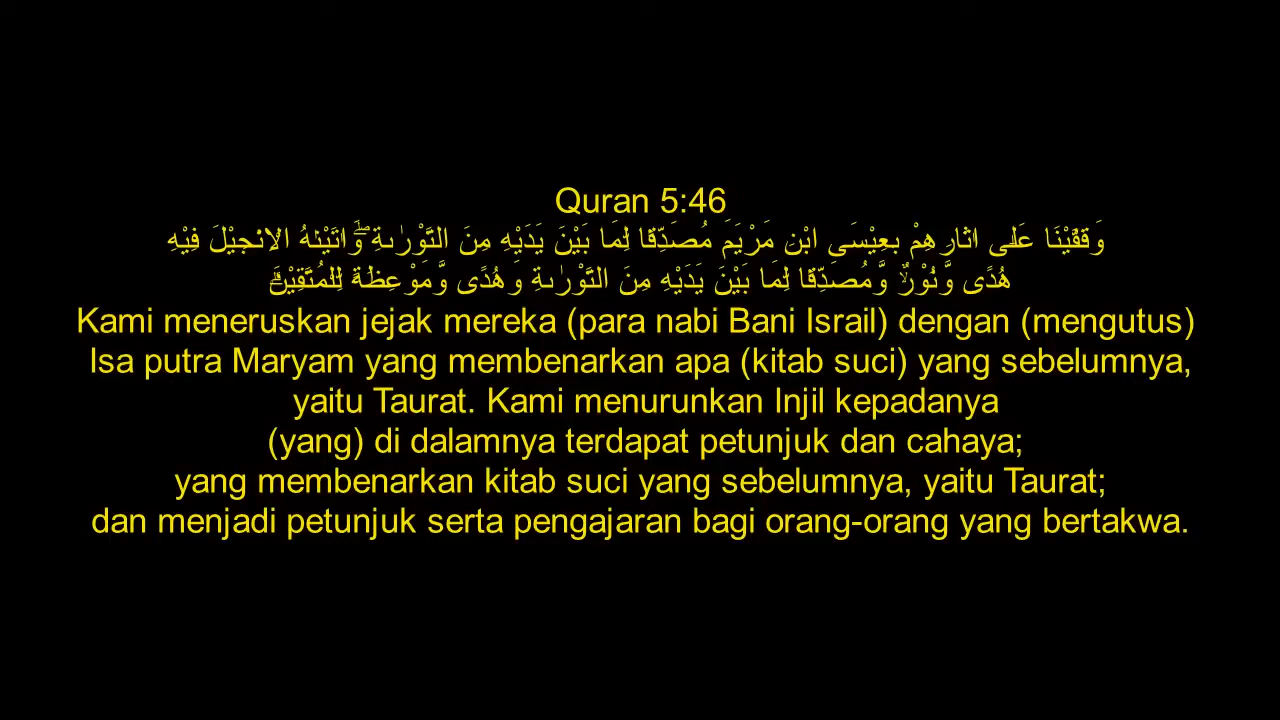 Quran 5:46
وَقَفَّيْنَا عَلٰٓى اٰثَارِهِمْ بِعِيْسَى ابْنِ مَرْيَمَ مُصَدِّقًا لِّمَا بَيْنَ يَدَيْهِ مِنَ التَّوْرٰىةِ ۖوَاٰتَيْنٰهُ الْاِنْجِيْلَ فِيْهِ
هُدًى وَّنُوْرٌۙ وَّمُصَدِّقًا لِّمَا بَيْنَ يَدَيْهِ مِنَ التَّوْرٰىةِ وَهُدًى وَّمَوْعِظَةً لِّلْمُتَّقِيْنَۗ
Kami meneruskan jejak mereka (para nabi Bani Israil) dengan (mengutus)
Isa putra Maryam yang membenarkan apa (kitab suci) yang sebelumnya,
yaitu Taurat. Kami menurunkan Injil kepadanya
(yang) di dalamnya terdapat petunjuk dan cahaya;
yang membenarkan kitab suci yang sebelumnya, yaitu Taurat;
dan menjadi petunjuk serta pengajaran bagi orang-orang yang bertakwa.